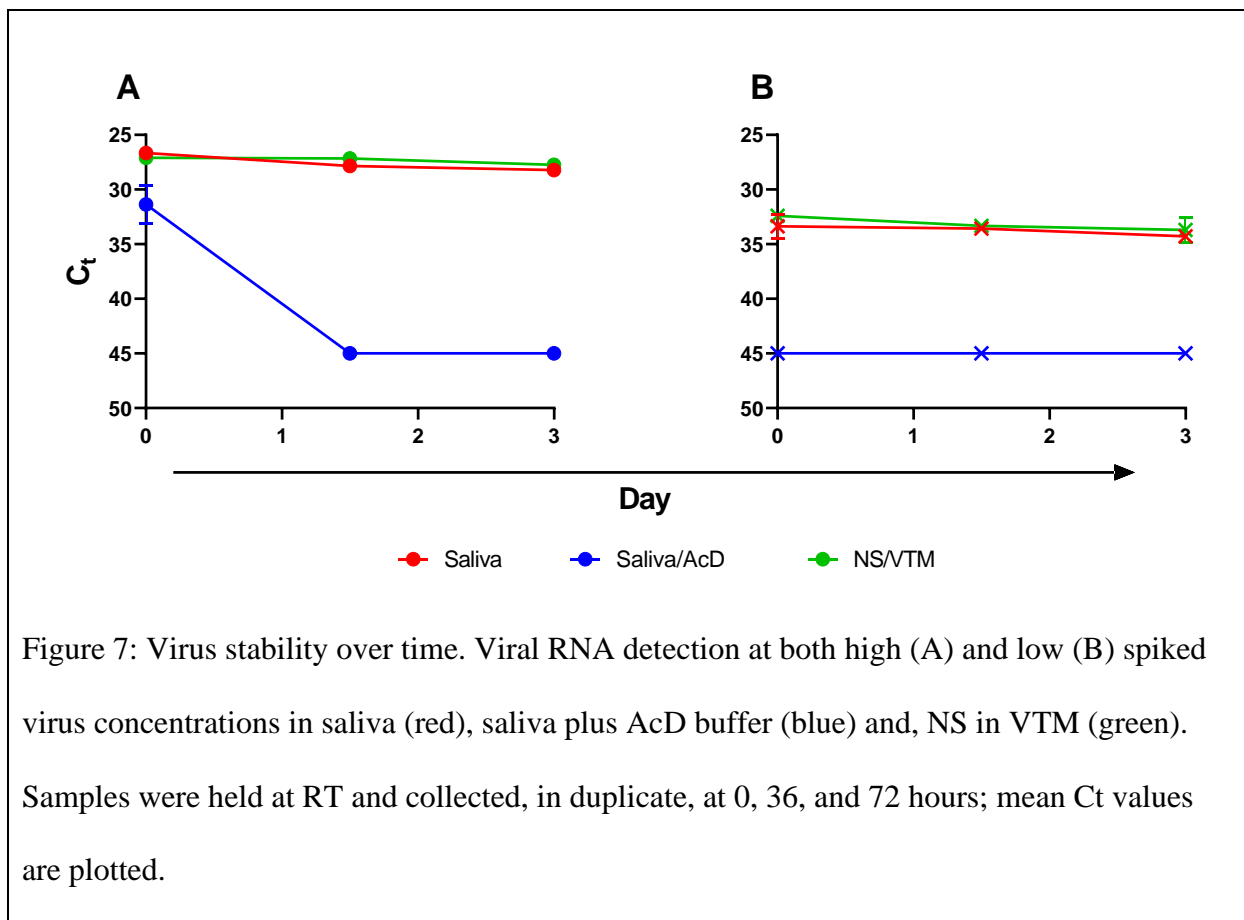 A
B
25
30
35
40
45
50
0
1
2
3
25
30
35
40
45
50
0
1
2
3
Ct
Day
Saliva
Saliva/AcD
NS/VTM
Figure 7: Virus stability over time. Viral RNA detection at both high (A) and low (B) spiked
virus concentrations in saliva (red), saliva plus AcD buffer (blue) and, NS in VTM (green).
Samples were held at RT and collected, in duplicate, at 0, 36, and 72 hours; mean Ct values
are plotted.